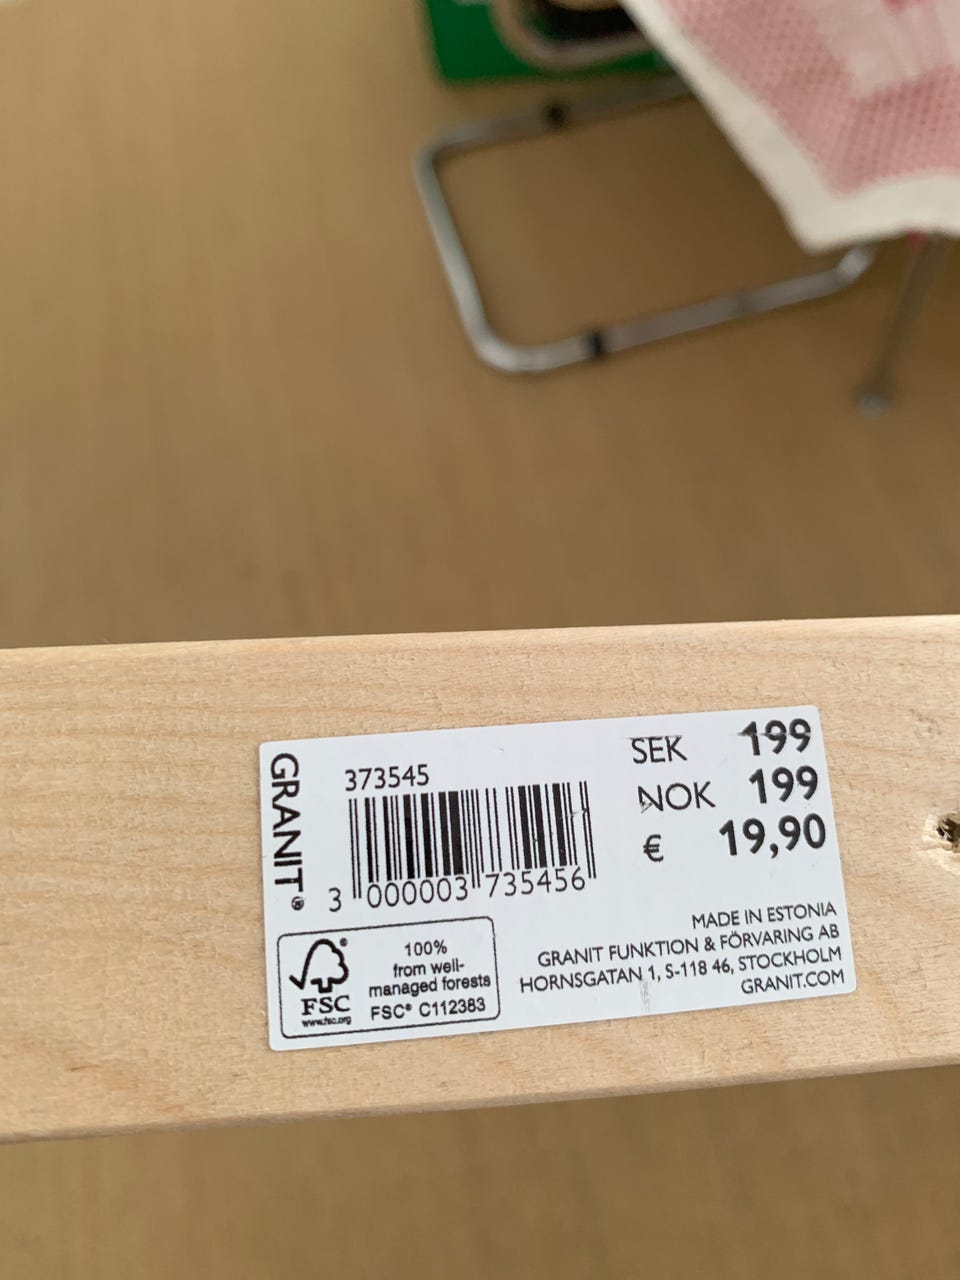 GRANIT®
373545
3 000003 735456
SEK 199
NOK 199
€ 19,90
FSC®
www.fsc.org
100%
from well-
managed forests
FSC® C112383
MADE IN ESTONIA
GRANIT FUNKTION & FÖRVARING AB
HORNSGATAN 1, S-118 46, STOCKHOLM
GRANIT.COM